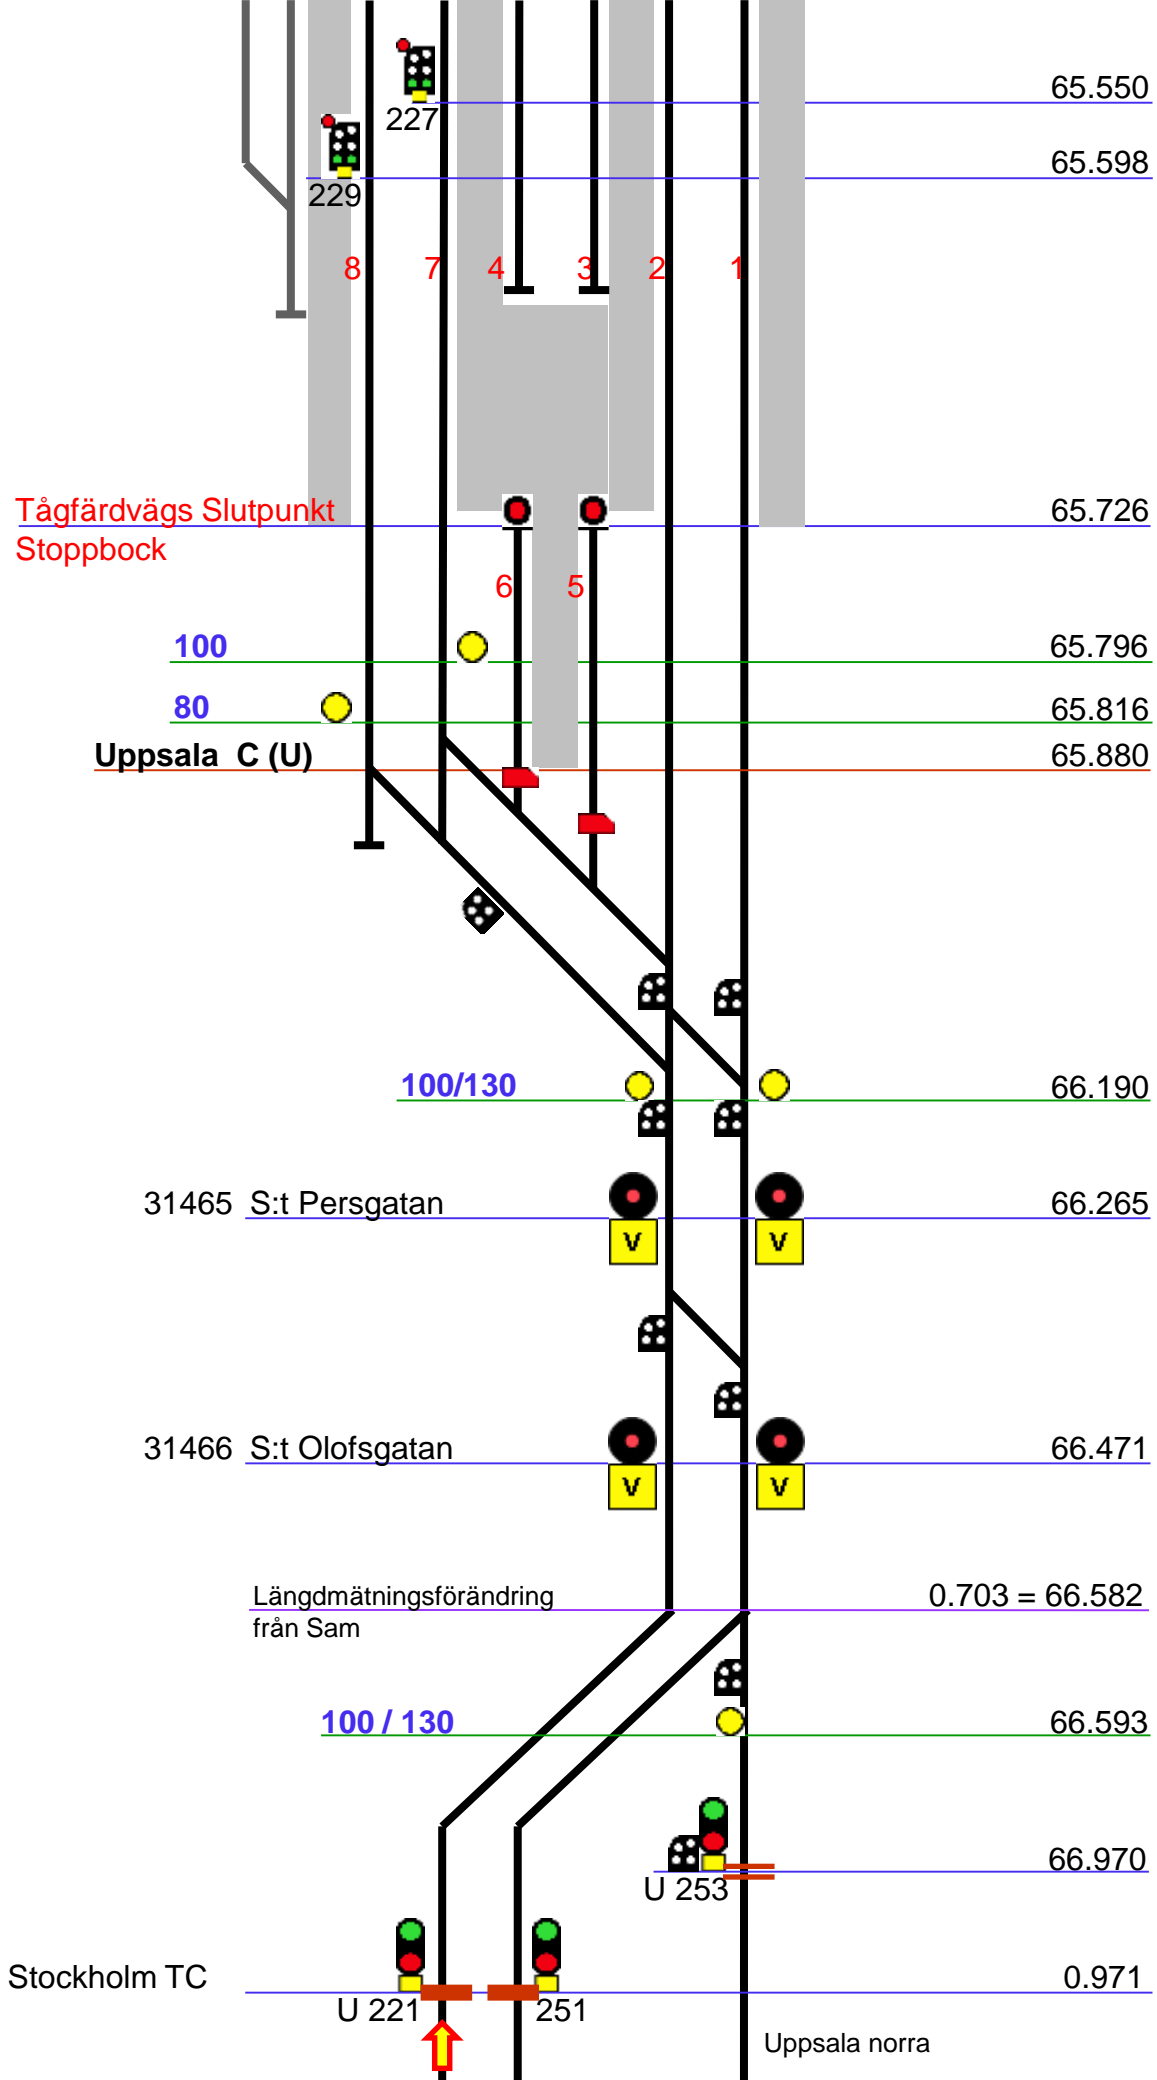 65.550
227
65.598
229
8
7
4
3
2
1
Tågfärdvägs Slutpunkt
65.726
Stoppbock
6
5
100
65.796
80
65.816
Uppsala C (U)
65.880
100/130
66.190
31465 S:t Persgatan
66.265
V
V
31466 S:t Olofsgatan
66.471
V
V
Längdmätningsförändring
0.703 = 66.582
från Sam
100 / 130
66.593
66.970
U 253
Stockholm TC
0.971
U 221
251
Uppsala norra